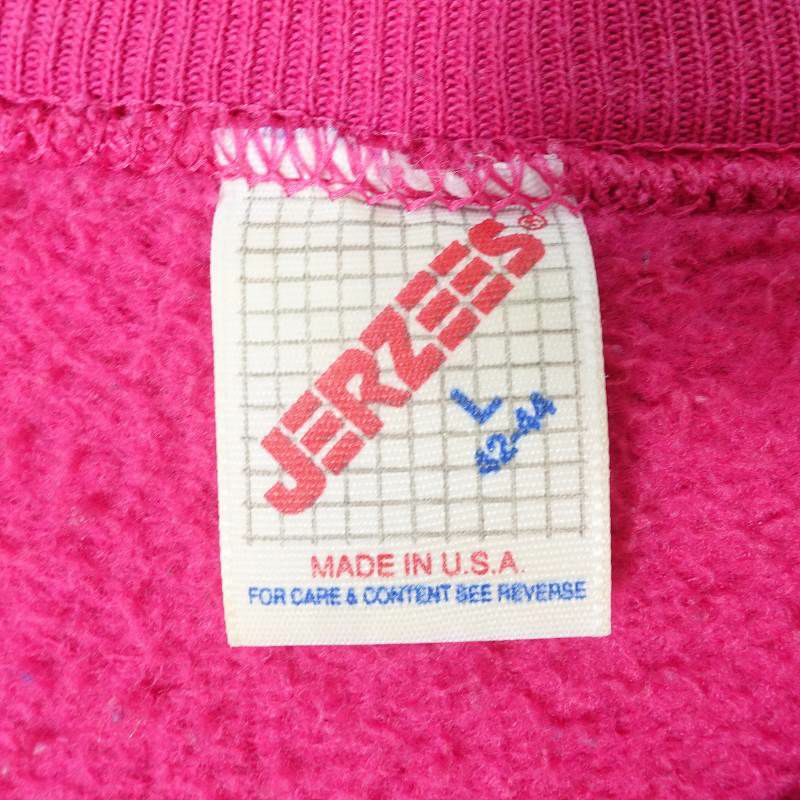 JERZEES®
L
42-44
MADE IN U.S.A.
FOR CARE & CONTENT SEE REVERSE